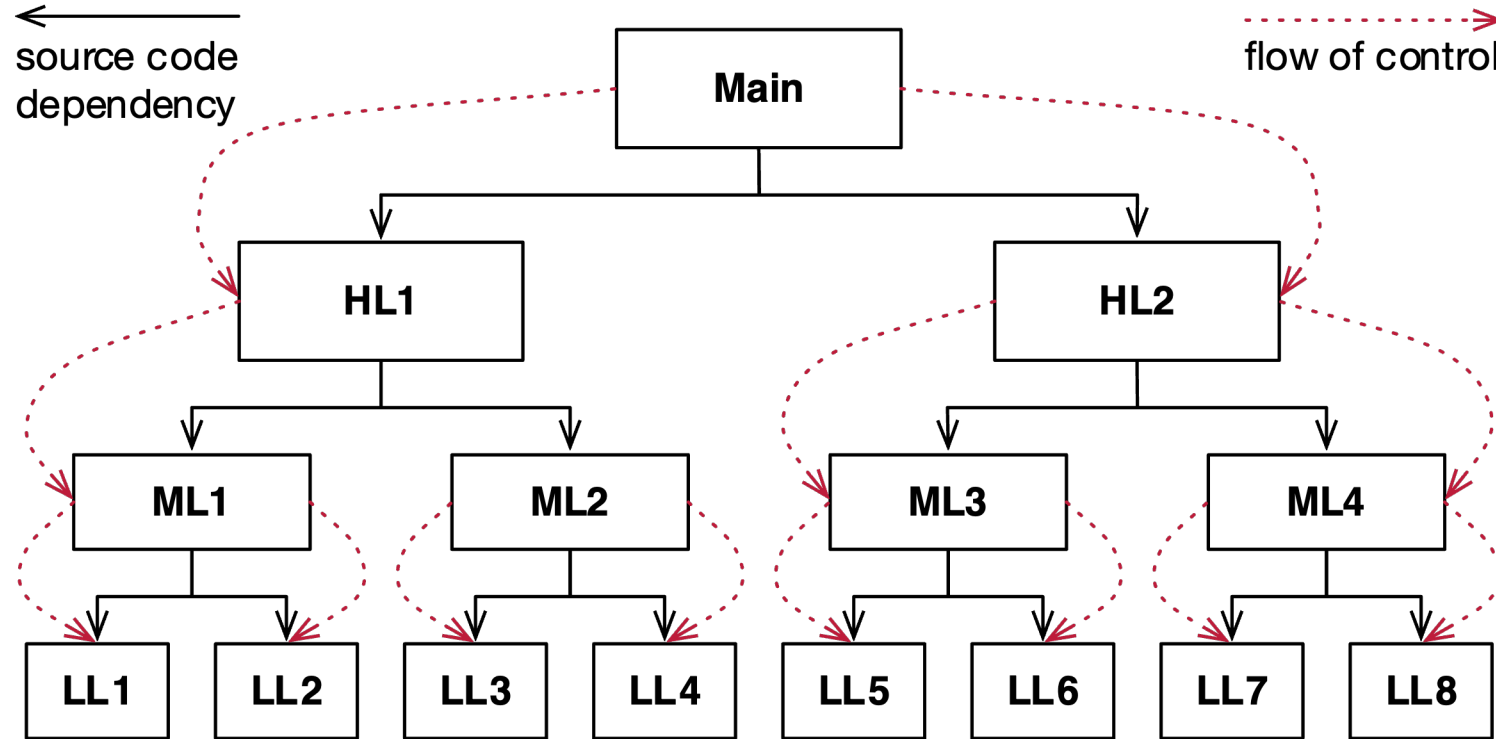 source code
dependency
flow of control
Main
HL1
HL2
ML1
ML2
ML3
ML4
LL1
LL2
LL3
LL4
LL5
LL6
LL7
LL8